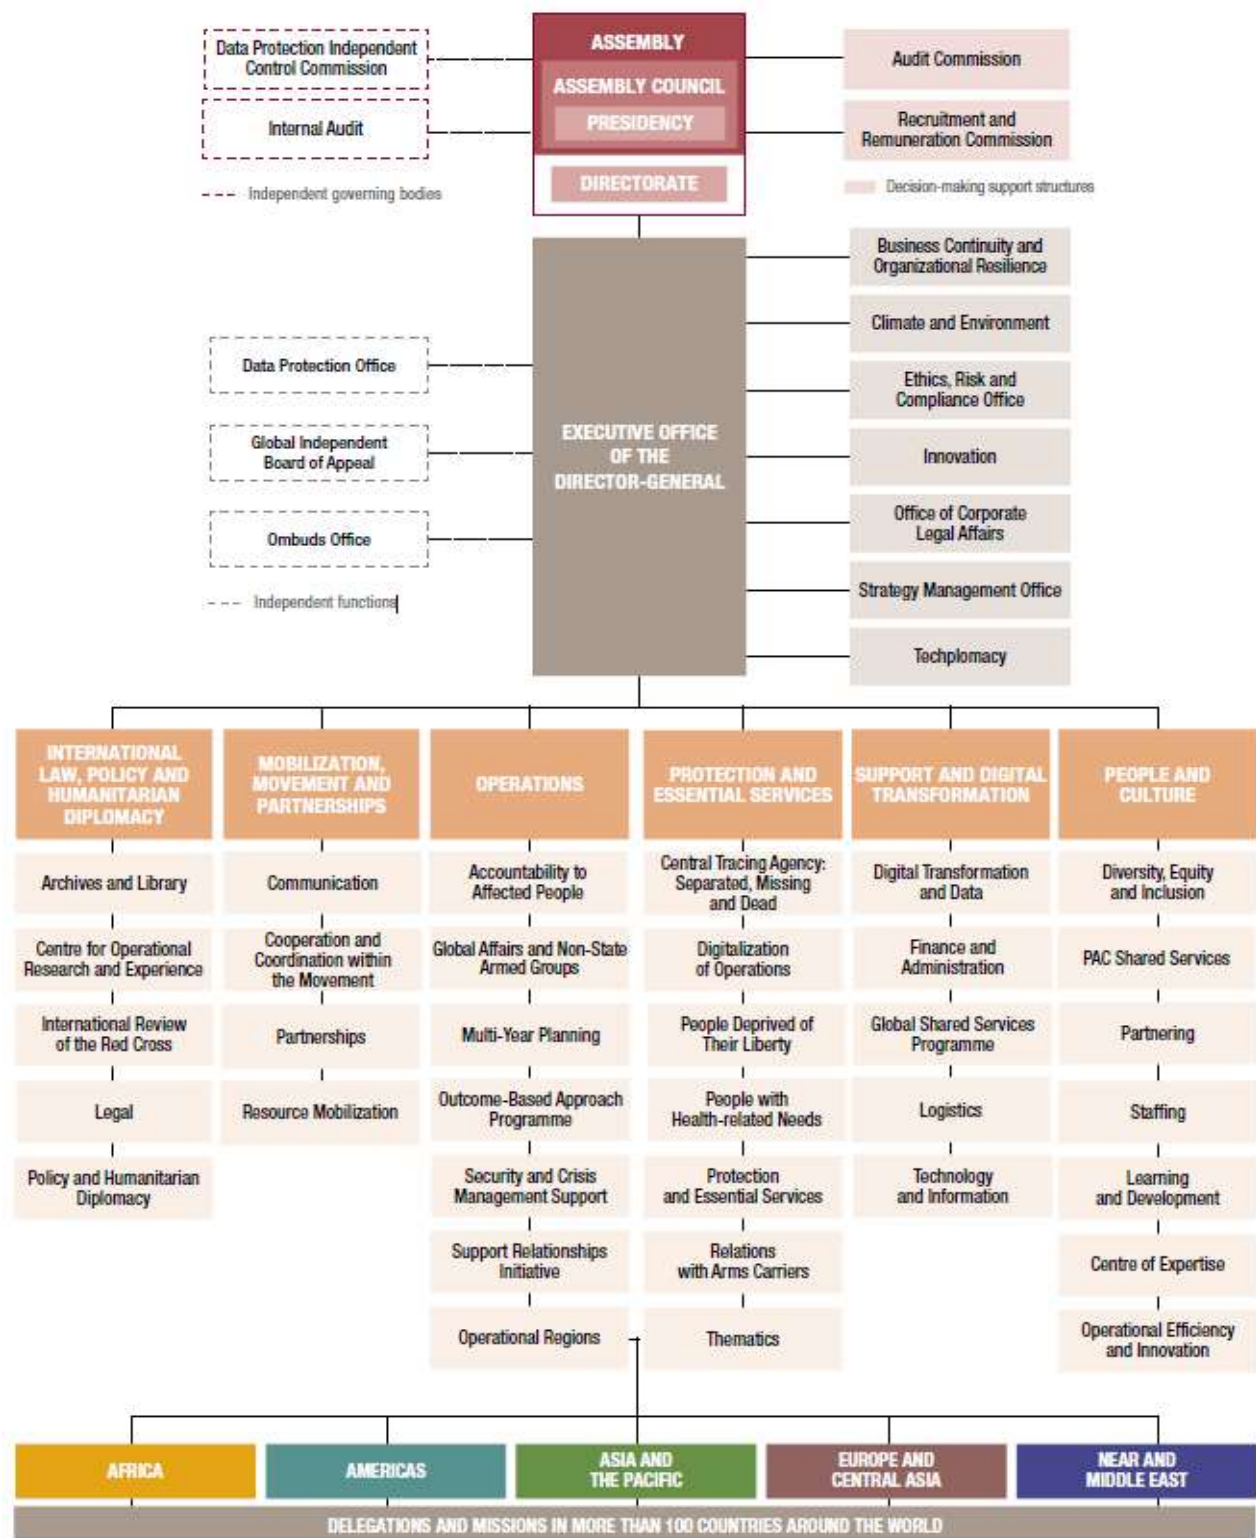 Data Protection Independent
Control Commission
Internal Audit
--- Independent governing bodies
ASSEMBLY
ASSEMBLY COUNCIL
PRESIDENCY
DIRECTORATE
Audit Commission
Recruitment and
Remuneration Commission
Decision-making support structures
Data Protection Office
Global Independent
Board of Appeal
Ombuds Office
--- Independent functions
EXECUTIVE OFFICE
OF THE
DIRECTOR-GENERAL
Business Continuity and
Organizational Resilience
Climate and Environment
Ethics, Risk and
Compliance Office
Innovation
Office of Corporate
Legal Affairs
Strategy Management Office
Techplomacy
INTERNATIONAL
LAW, POLICY AND
HUMANITARIAN
DIPLOMACY
Archives and Library
Centre for Operational
Research and Experience
International Review
of the Red Cross
Legal
Policy and Humanitarian
Diplomacy
MOBILIZATION,
MOVEMENT AND
PARTNERSHIPS
Communication
Cooperation and
Coordination within
the Movement
Partnerships
Resource Mobilization
OPERATIONS
Accountability to
Affected People
Global Affairs and Non-State
Armed Groups
Multi-Year Planning
Outcome-Based Approach
Programme
Security and Crisis
Management Support
Support Relationships
Initiative
Operational Regions
PROTECTION AND
ESSENTIAL SERVICES
Central Tracing Agency:
Separated, Missing
and Dead
Digitalization
of Operations
People Deprived of
Their Liberty
People with
Health-related Needs
Protection
and Essential Services
Relations
with Arms Carriers
Thematics
SUPPORT AND DIGITAL
TRANSFORMATION
Digital Transformation
and Data
Finance and
Administration
Global Shared Services
Programme
Logistics
Technology
and Information
PEOPLE AND
CULTURE
Diversity, Equity
and Inclusion
PAC Shared Services
Partnering
Staffing
Learning
and Development
Centre of Expertise
Operational Efficiency
and Innovation
AFRICA
AMERICAS
ASIA AND
THE PACIFIC
EUROPE AND
CENTRAL ASIA
NEAR AND
MIDDLE EAST
DELEGATIONS AND MISSIONS IN MORE THAN 100 COUNTRIES AROUND THE WORLD